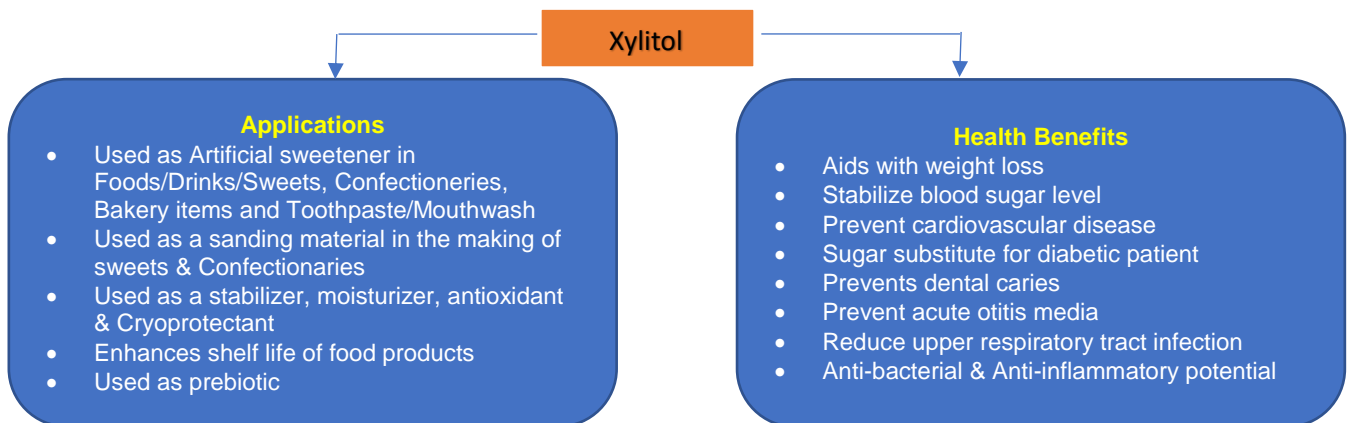 Xylitol
Applications
• Used as Artificial sweetener in
Foods/Drinks/Sweets, Confectioneries,
Bakery items and Toothpaste/Mouthwash
• Used as a sanding material in the making of
sweets & Confectionaries
• Used as a stabilizer, moisturizer, antioxidant
& Cryoprotectant
• Enhances shelf life of food products
• Used as prebiotic
Health Benefits
• Aids with weight loss
• Stabilize blood sugar level
• Prevent cardiovascular disease
• Sugar substitute for diabetic patient
• Prevents dental caries
• Prevent acute otitis media
• Reduce upper respiratory tract infection
• Anti-bacterial & Anti-inflammatory potential